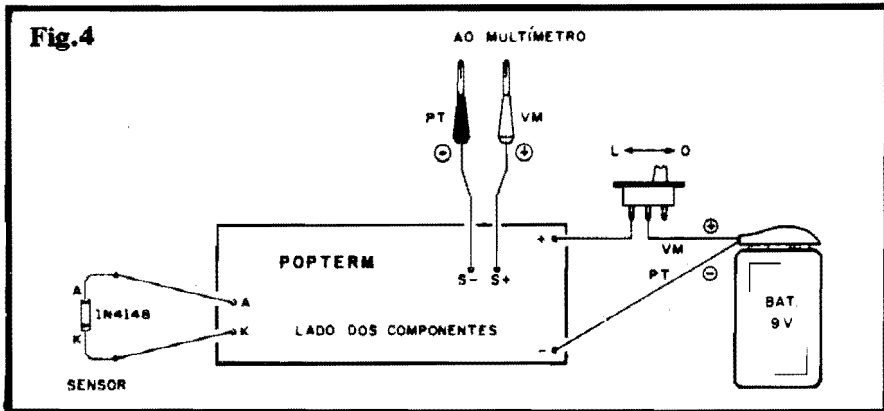 Fig.4
AO MULTÍMETRO
PT
VM
L O
+
VM
PT
POPTERM
S- S+
A
1N4148
K
A
K
LADO DOS COMPONENTES
-
BAT.
9V
SENSOR